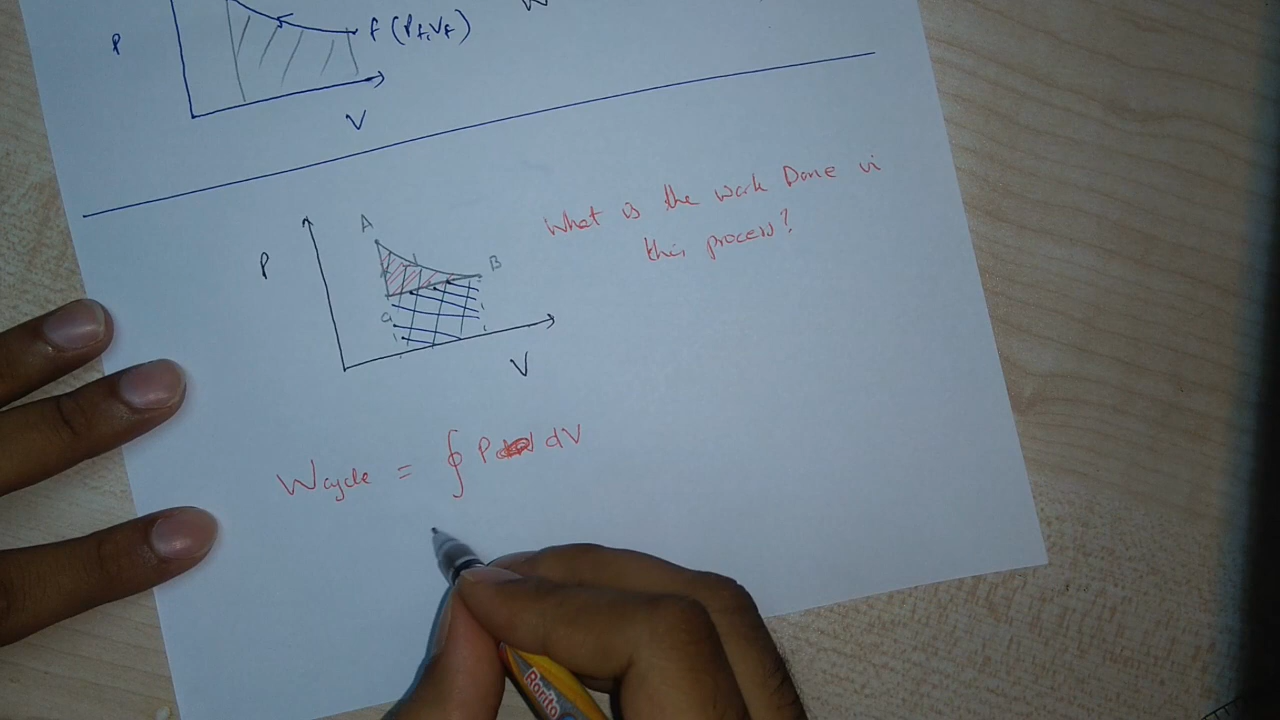 P
f (Pf,Vf)
V
What is the work Done in
this process?
A
P
B
V
Wcycle = ∮ P dV
Rorito